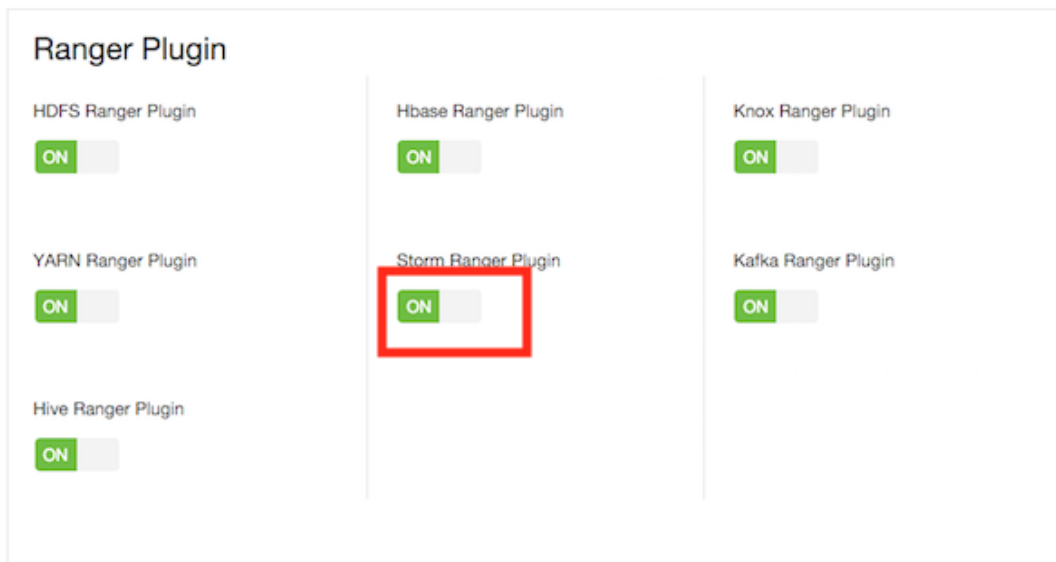 Ranger Plugin
HDFS Ranger Plugin
ON
Hbase Ranger Plugin
ON
Knox Ranger Plugin
ON
YARN Ranger Plugin
ON
Storm Ranger Plugin
ON
Kafka Ranger Plugin
ON
Hive Ranger Plugin
ON